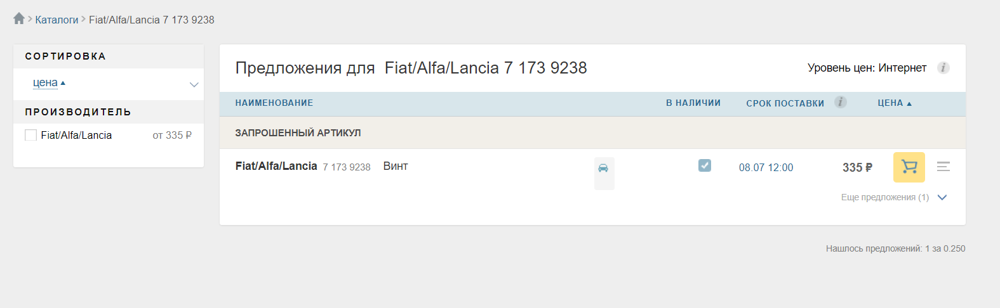 Каталоги Fiat/Alfa/Lancia 7 173 9238
СОРТИРОВКА
цена
ПРОИЗВОДИТЕЛЬ
Fiat/Alfa/Lancia от 335 ₽
Предложения для Fiat/Alfa/Lancia 7 173 9238
Уровень цен: Интернет i
НАИМЕНОВАНИЕ В НАЛИЧИИ СРОК ПОСТАВКИ i ЦЕНА
ЗАПРОШЕННЫЙ АРТИКУЛ
Fiat/Alfa/Lancia 7 173 9238 Винт 08.07 12:00 335 ₽
Еще предложения (1)
Нашлось предложений: 1 за 0.250